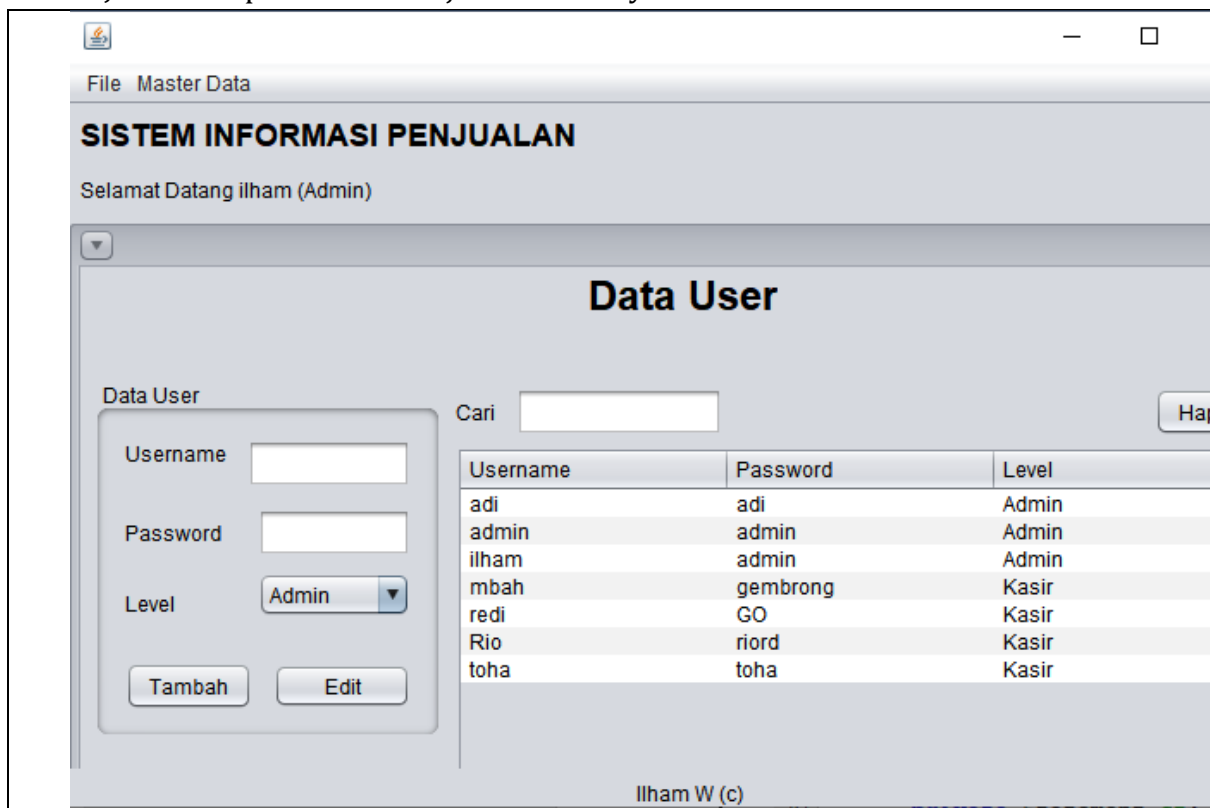 File Master Data
SISTEM INFORMASI PENJUALAN
Selamat Datang ilham (Admin)
Data User
Data User
Cari
Username
Password
Level
Admin
Tambah
Edit
Username Password Level
adi adi Admin
admin admin Admin
ilham admin Admin
mbah gembrong Kasir
redi GO Kasir
Rio riord Kasir
toha toha Kasir
Ilham W (c)